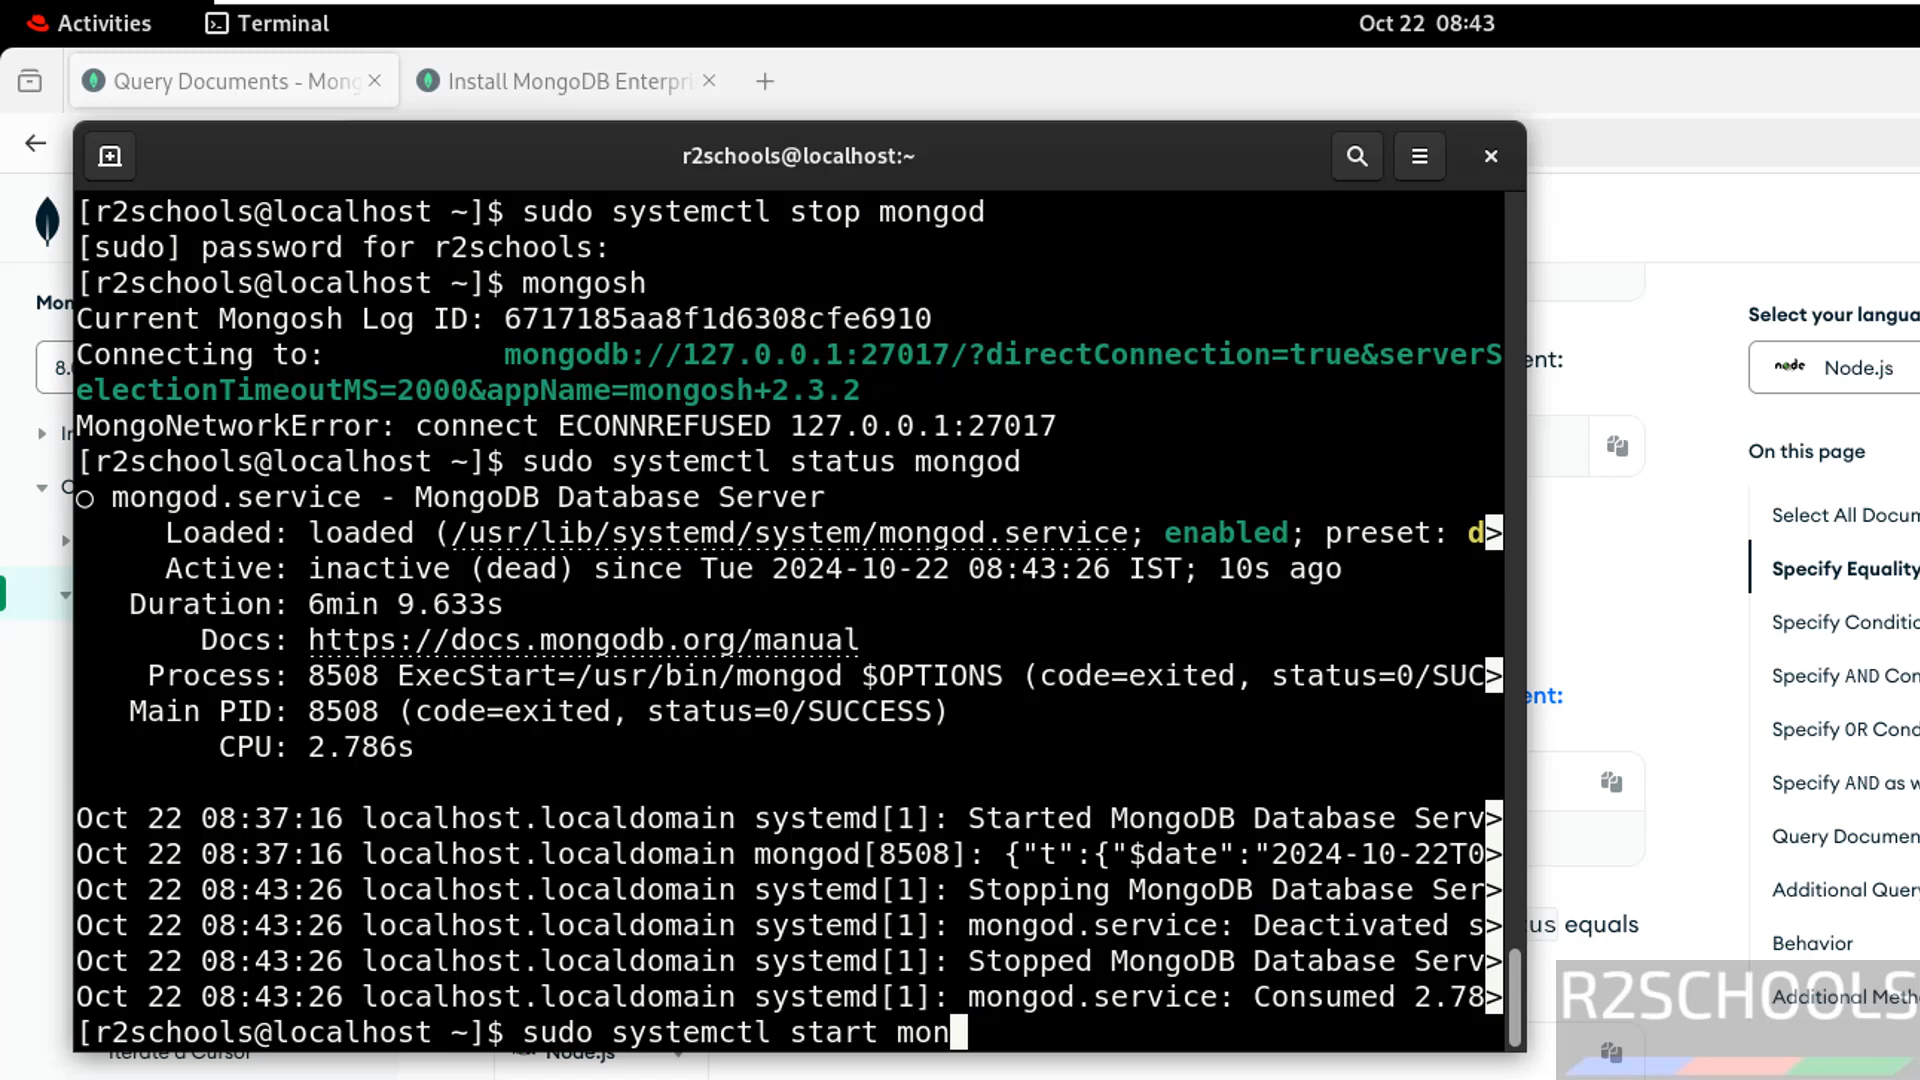 Activities
Terminal
Oct 22 08:43
Query Documents - Mong
Install MongoDB Enterpri
r2schools@localhost:~
[r2schools@localhost ~]$ sudo systemctl stop mongod
[sudo] password for r2schools:
[r2schools@localhost ~]$ mongosh
Current Mongosh Log ID: 6717185aa8f1d6308cfe6910
Connecting to: mongodb://127.0.0.1:27017/?directConnection=true&serverS
electionTimeoutMS=2000&appName=mongosh+2.3.2
MongoNetworkError: connect ECONNREFUSED 127.0.0.1:27017
[r2schools@localhost ~]$ sudo systemctl status mongod
○ mongod.service - MongoDB Database Server
Loaded: loaded (/usr/lib/systemd/system/mongod.service; enabled; preset: d>
Active: inactive (dead) since Tue 2024-10-22 08:43:26 IST; 10s ago
Duration: 6min 9.633s
Docs: https://docs.mongodb.org/manual
Process: 8508 ExecStart=/usr/bin/mongod $OPTIONS (code=exited, status=0/SUC>
Main PID: 8508 (code=exited, status=0/SUCCESS)
CPU: 2.786s
Oct 22 08:37:16 localhost.localdomain systemd[1]: Started MongoDB Database Serv>
Oct 22 08:37:16 localhost.localdomain mongod[8508]: {"t":{"$date":"2024-10-22T0>
Oct 22 08:43:26 localhost.localdomain systemd[1]: Stopping MongoDB Database Ser>
Oct 22 08:43:26 localhost.localdomain systemd[1]: mongod.service: Deactivated s>
Oct 22 08:43:26 localhost.localdomain systemd[1]: Stopped MongoDB Database Serv>
Oct 22 08:43:26 localhost.localdomain systemd[1]: mongod.service: Consumed 2.78>
[r2schools@localhost ~]$ sudo systemctl start mon
Mon
8.
ent:
ent:
us equals
Node.js
Select your langua
node Node.js
On this page
Select All Docum
Specify Equality
Specify Conditio
Specify AND Con
Specify OR Cond
Specify AND as w
Query Documen
Additional Query
Behavior
Additional Meth
R2SCHOOLS